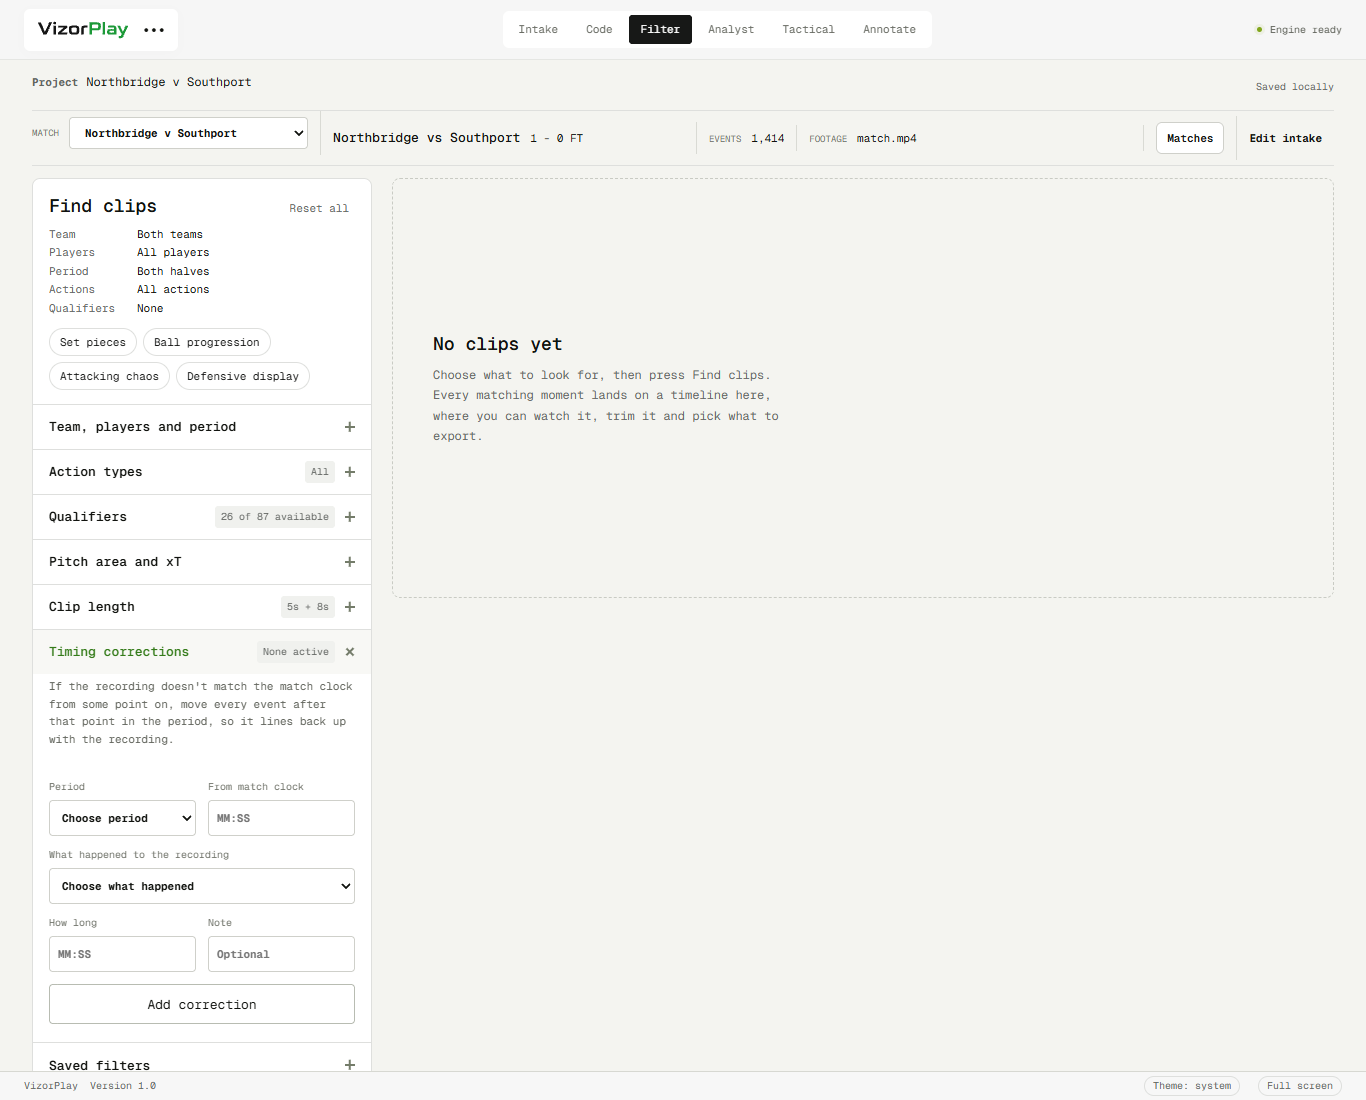 VizorPlay
Intake Code Filter Analyst Tactical Annotate
Engine ready
Project Northbridge v Southport
Saved locally
MATCH Northbridge v Southport
Northbridge vs Southport 1 - 0 FT
EVENTS 1,414
FOOTAGE match.mp4
Matches
Edit intake
Find clips
Reset all
Team Both teams
Players All players
Period Both halves
Actions All actions
Qualifiers None
Set pieces Ball progression
Attacking chaos Defensive display
Team, players and period +
Action types All +
Qualifiers 26 of 87 available +
Pitch area and xT +
Clip length 5s + 8s +
Timing corrections None active ×
If the recording doesn't match the match clock
from some point on, move every event after
that point in the period, so it lines back up
with the recording.
Period From match clock
Choose period MM:SS
What happened to the recording
Choose what happened
How long Note
MM:SS Optional
Add correction
Saved filters +
No clips yet
Choose what to look for, then press Find clips.
Every matching moment lands on a timeline here,
where you can watch it, trim it and pick what to
export.
VizorPlay Version 1.0
Theme: system Full screen